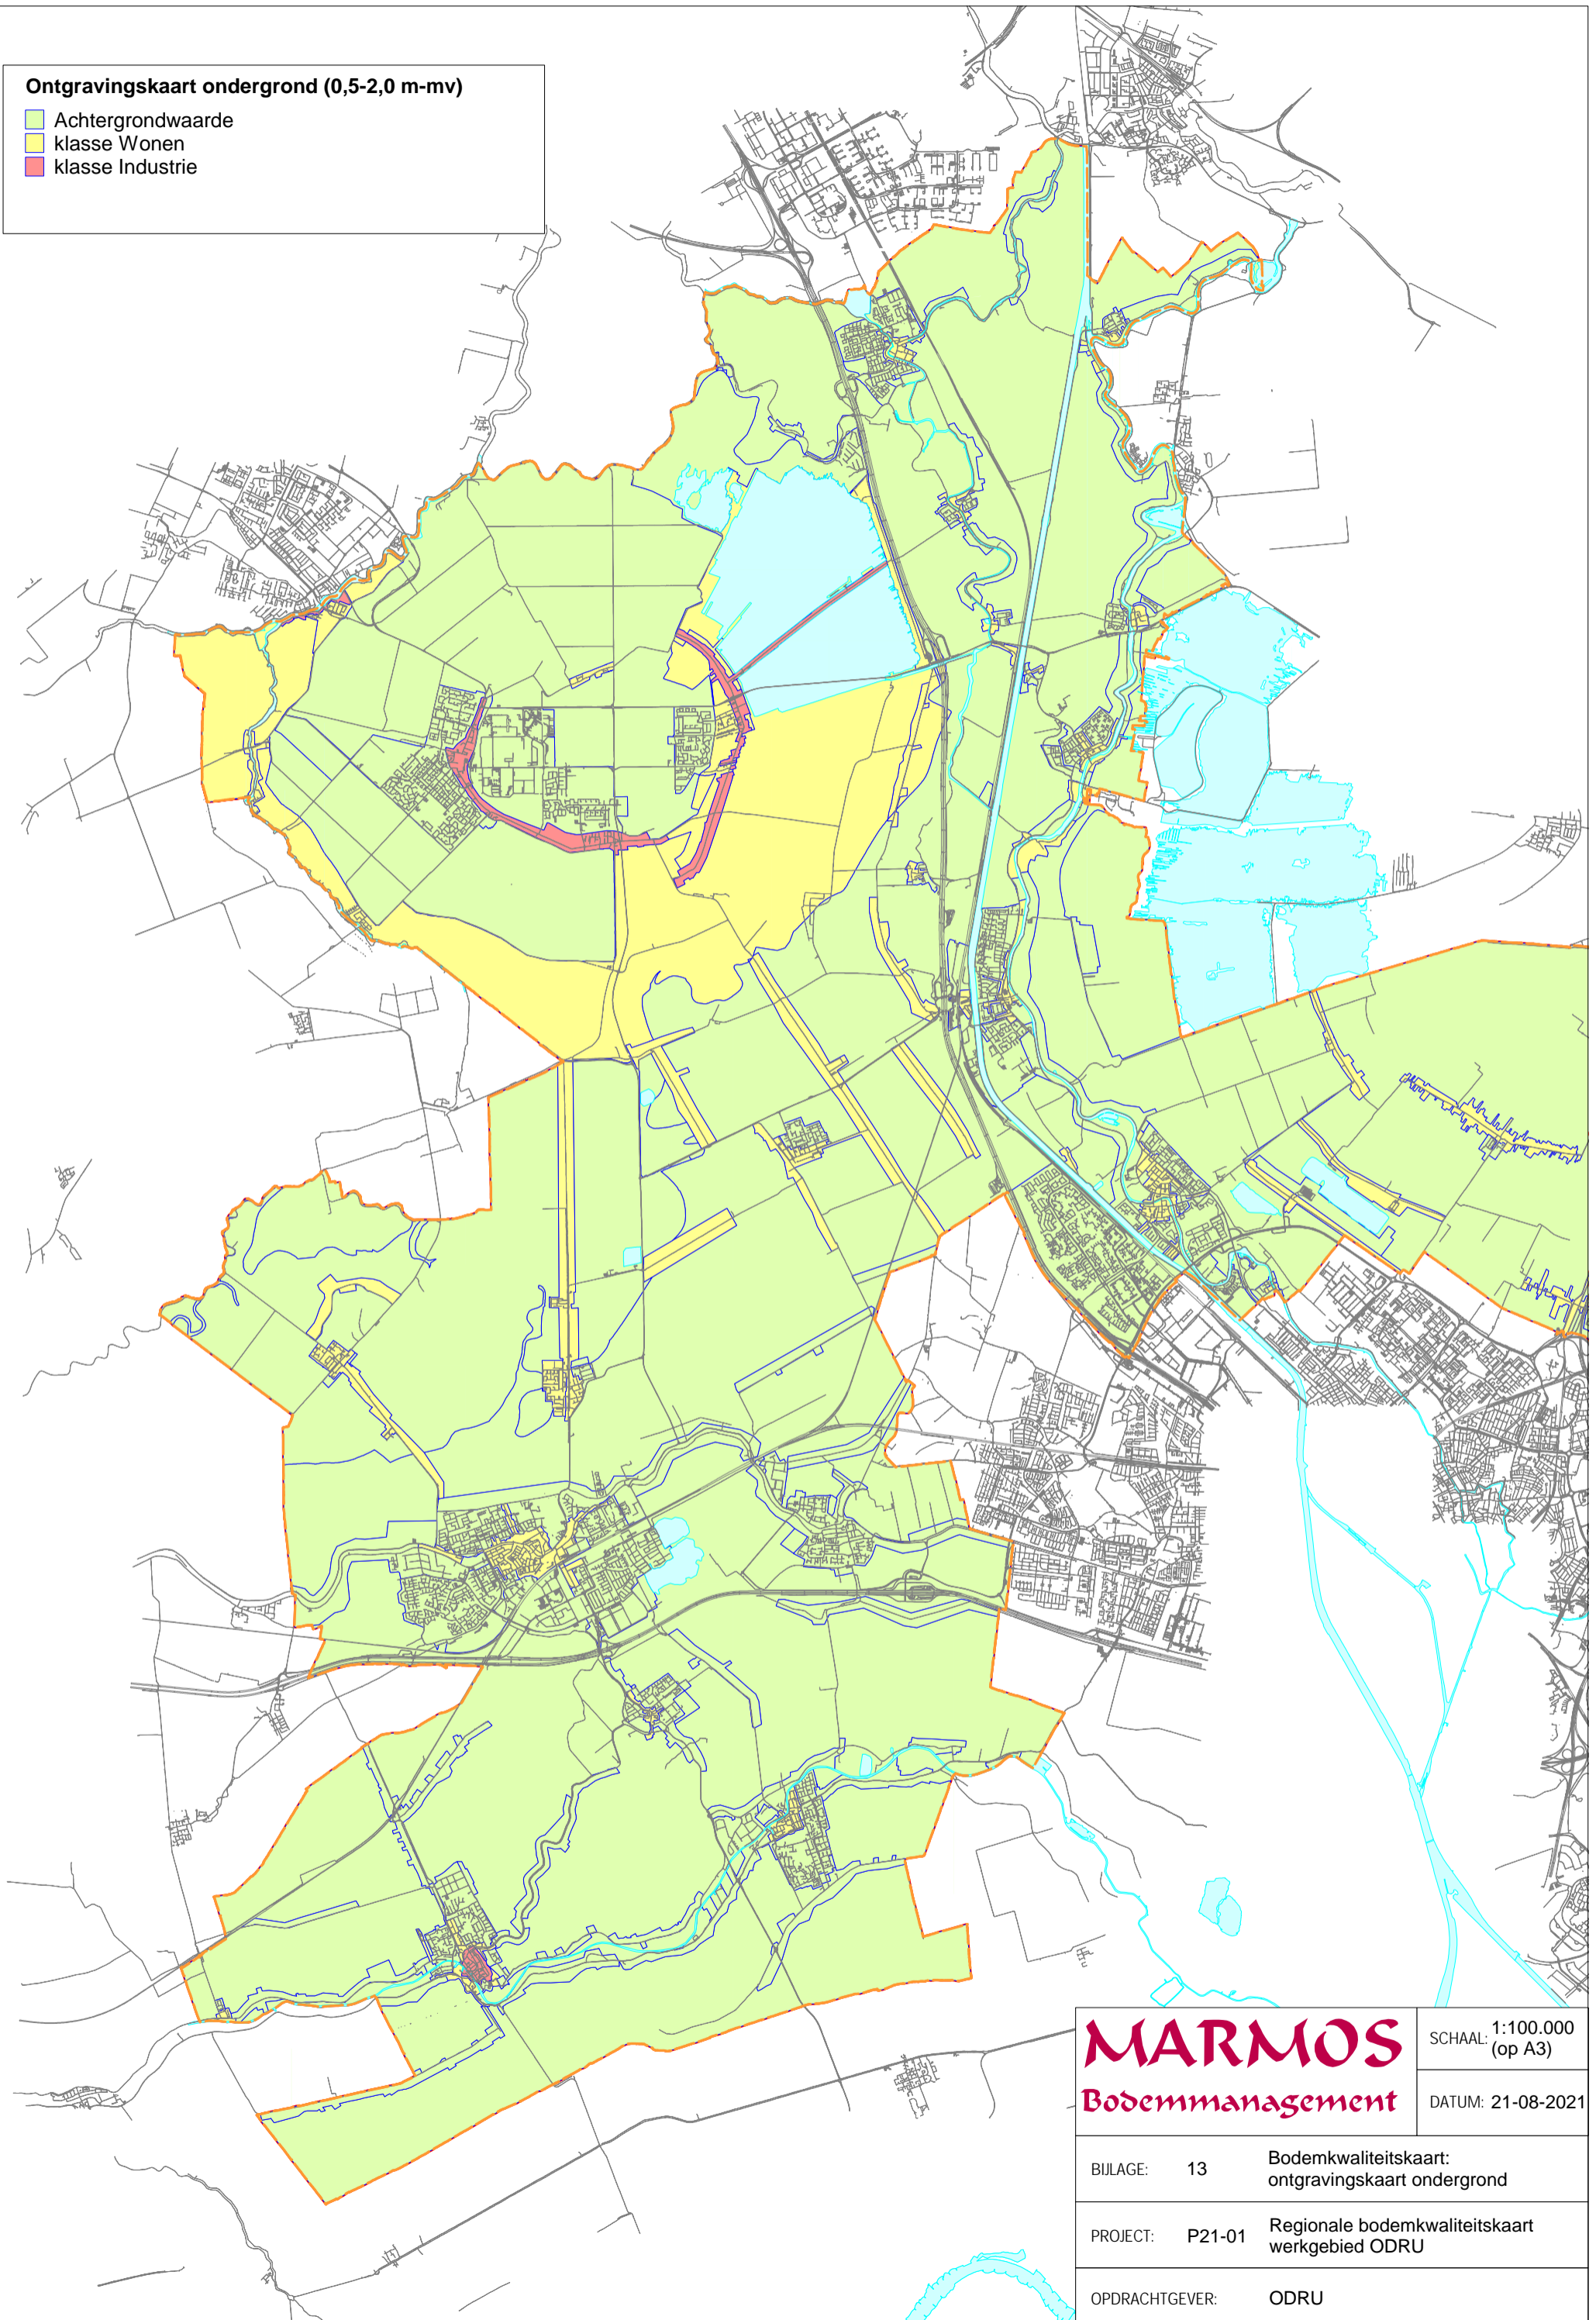 Ontgravingskaart ondergrond (0,5-2,0 m-mv)
Achtergrondwaarde
klasse Wonen
klasse Industrie
MARMOS
Bodemmanagement
SCHAAL: 1:100.000
(op A3)
DATUM: 21-08-2021
BIJLAGE: 13 Bodemkwaliteitskaart:
ontgravingskaart ondergrond
PROJECT: P21-01 Regionale bodemkwaliteitskaart
werkgebied ODRU
OPDRACHTGEVER: ODRU